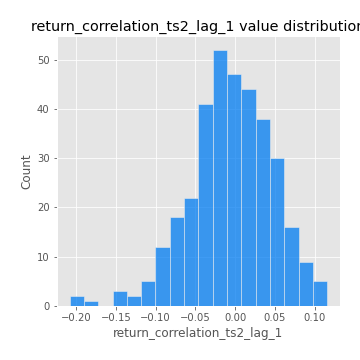 return_correlation_ts2_lag_1 value distribution
50
40
30
20
10
0
Count
−0.20 −0.15 −0.10 −0.05 0.00 0.05 0.10
return_correlation_ts2_lag_1